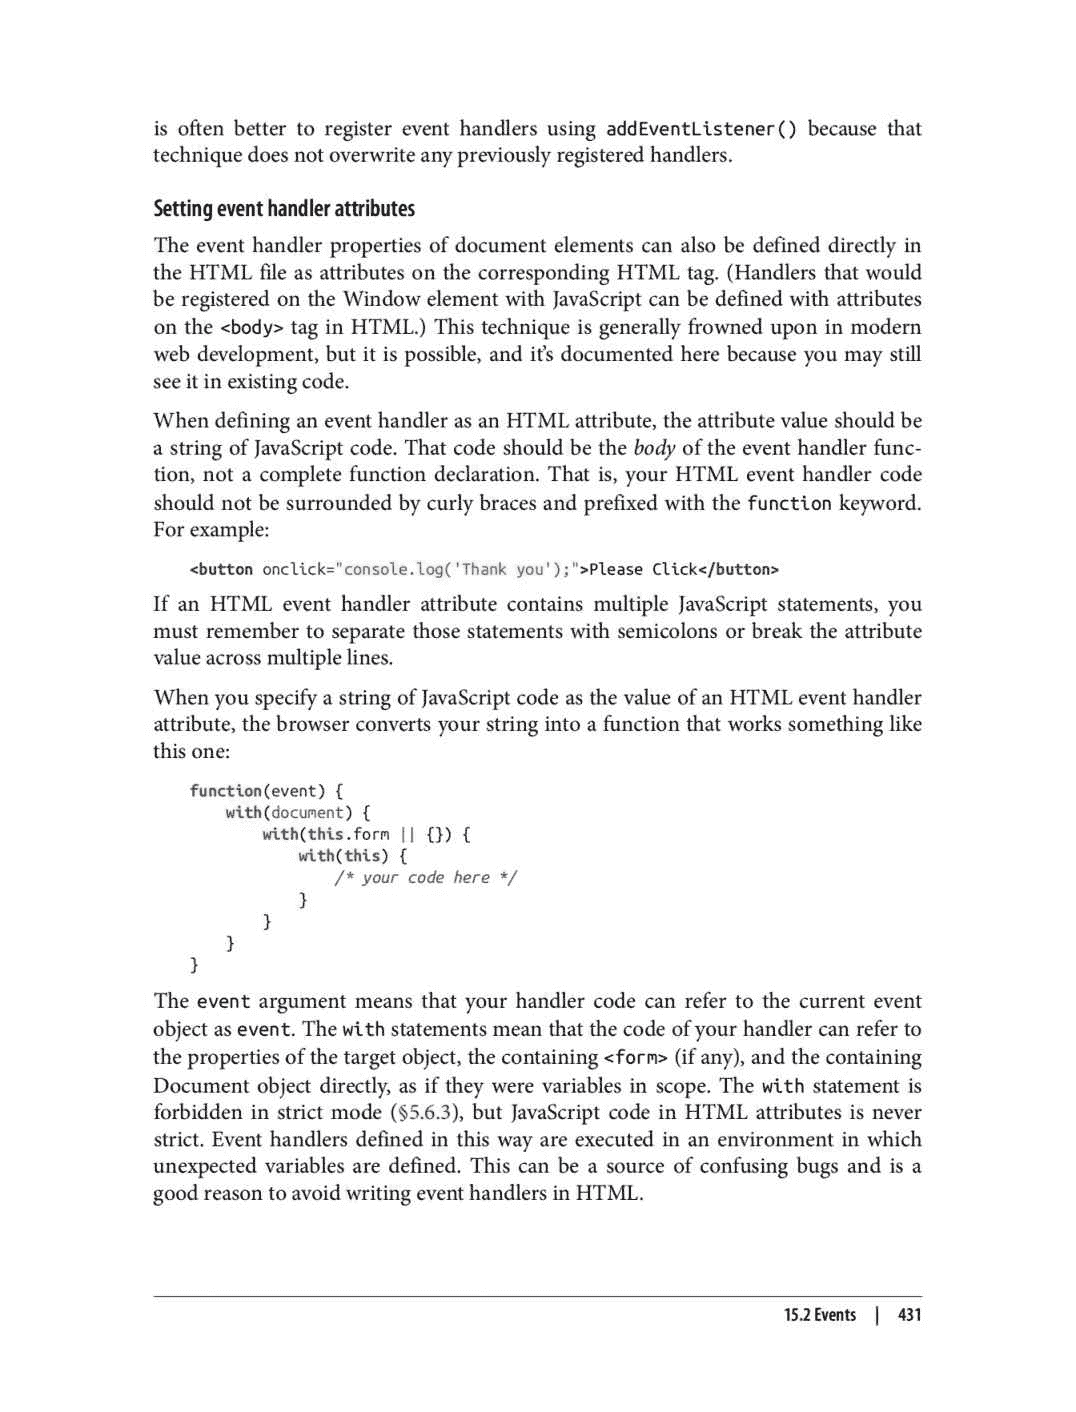 is often better to register event handlers using addEventListener() because that
technique does not overwrite any previously registered handlers.
Setting event handler attributes
The event handler properties of document elements can also be defined directly in
the HTML file as attributes on the corresponding HTML tag. (Handlers that would
be registered on the Window element with JavaScript can be defined with attributes
on the <body> tag in HTML.) This technique is generally frowned upon in modern
web development, but it is possible, and it’s documented here because you may still
see it in existing code.
When defining an event handler as an HTML attribute, the attribute value should be
a string of JavaScript code. That code should be the body of the event handler func-
tion, not a complete function declaration. That is, your HTML event handler code
should not be surrounded by curly braces and prefixed with the function keyword.
For example:
<button onclick="console.log('Thank you');">Please Click</button>
If an HTML event handler attribute contains multiple JavaScript statements, you
must remember to separate those statements with semicolons or break the attribute
value across multiple lines.
When you specify a string of JavaScript code as the value of an HTML event handler
attribute, the browser converts your string into a function that works something like
this one:
function(event) {
    with(document) {
        with(this.form || {}) {
            with(this) {
                /* your code here */
            }
        }
    }
}
The event argument means that your handler code can refer to the current event
object as event. The with statements mean that the code of your handler can refer to
the properties of the target object, the containing <form> (if any), and the containing
Document object directly, as if they were variables in scope. The with statement is
forbidden in strict mode (§5.6.3), but JavaScript code in HTML attributes is never
strict. Event handlers defined in this way are executed in an environment in which
unexpected variables are defined. This can be a source of confusing bugs and is a
good reason to avoid writing event handlers in HTML.
15.2 Events | 431